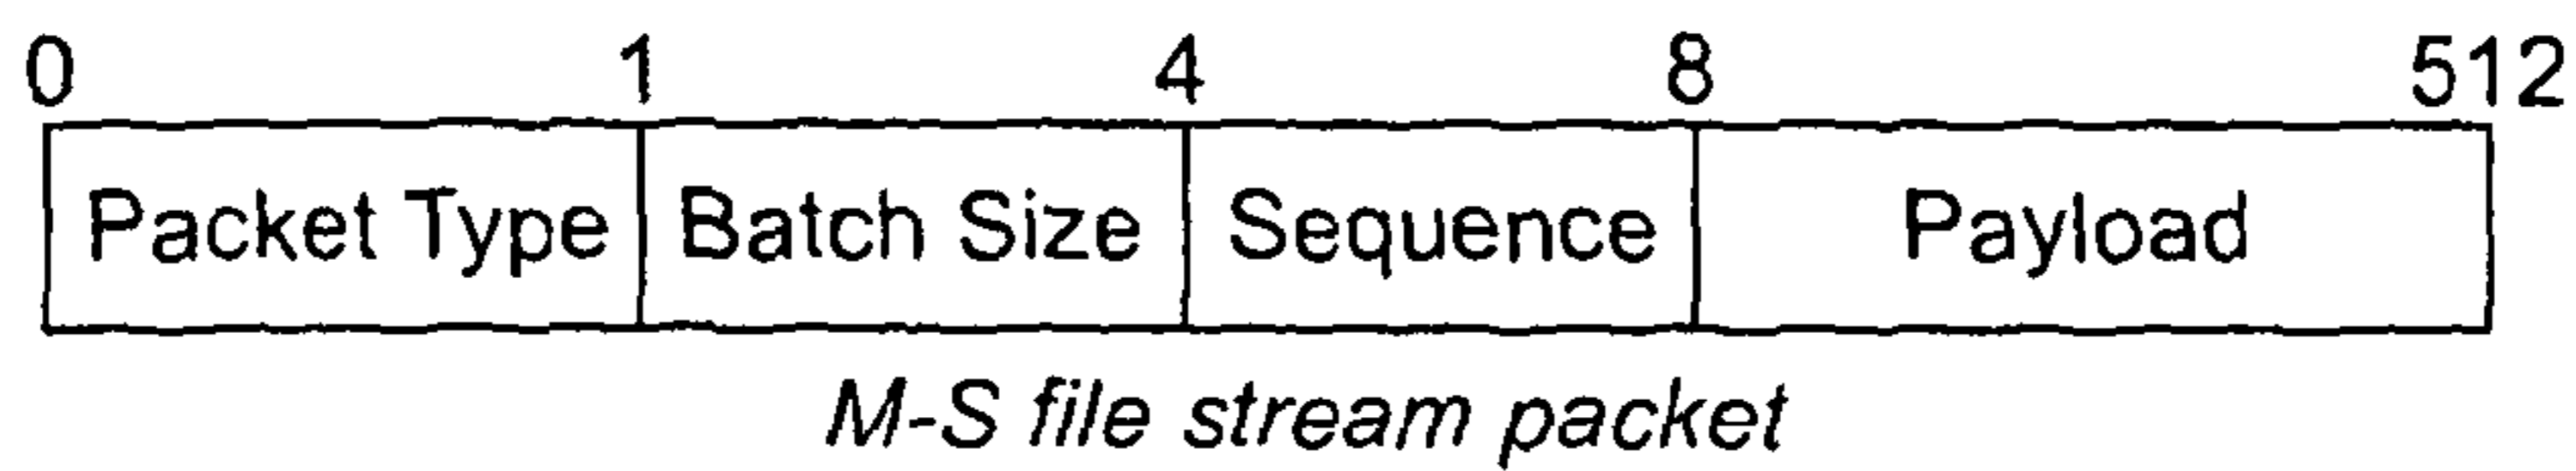 0 1 4 8 512
Packet Type Batch Size Sequence Payload
M-S file stream packet